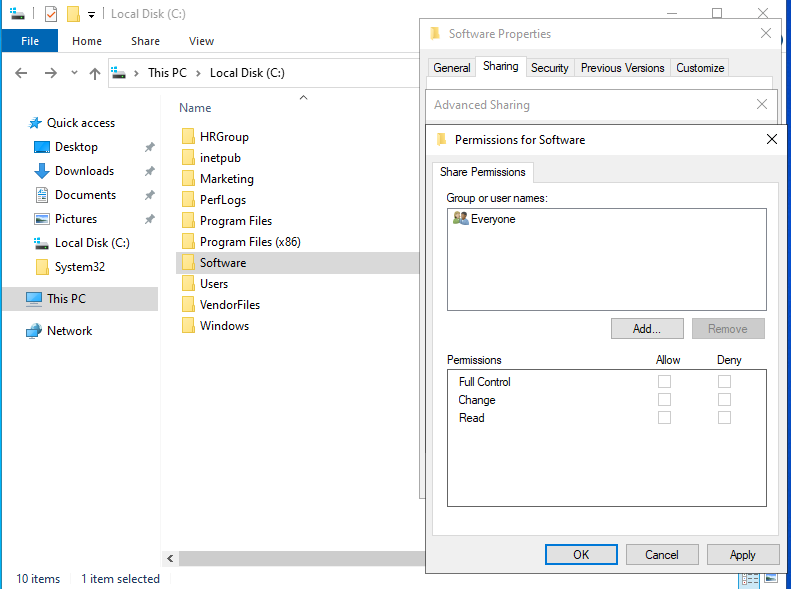 Local Disk (C:)
File Home Share View
This PC Local Disk (C:)
Name
Quick access
Desktop
Downloads
Documents
Pictures
Local Disk (C:)
System32
This PC
Network
HRGroup
inetpub
Marketing
PerfLogs
Program Files
Program Files (x86)
Software
Users
VendorFiles
Windows
10 items 1 item selected
Software Properties
General Sharing Security Previous Versions Customize
Advanced Sharing
Permissions for Software
Share Permissions
Group or user names:
Everyone
Add... Remove
Permissions Allow Deny
Full Control
Change
Read
OK Cancel Apply